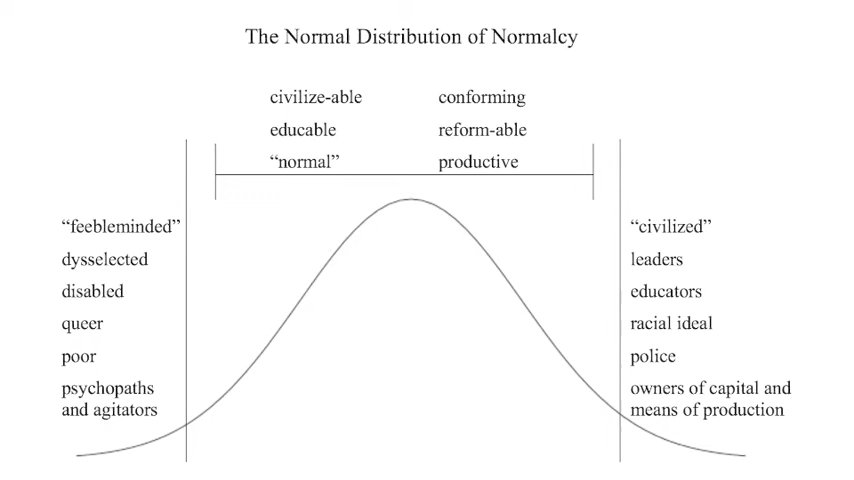 The Normal Distribution of Normalcy
civilize-able
educable
“normal”
conforming
reform-able
productive
“feebleminded”
dysselected
disabled
queer
poor
psychopaths
and agitators
“civilized”
leaders
educators
racial ideal
police
owners of capital and
means of production